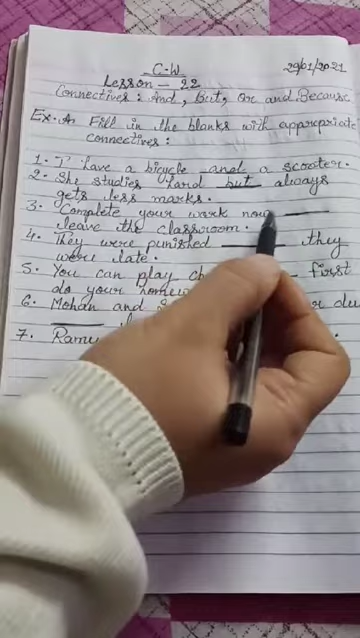 C-W 29/01/2021
Lesson - 22
Connectives: And, But, Or and Because
Ex-A Fill in the blanks with appropriate
connectives:
1. I have a bicycle and a scooter.
2. She studies hard but always
gets less marks.
3. Complete your work now ____
leave the classroom.
4. They were punished ____ they
were late.
5. You can play first
do your
6. Mohan and
7.